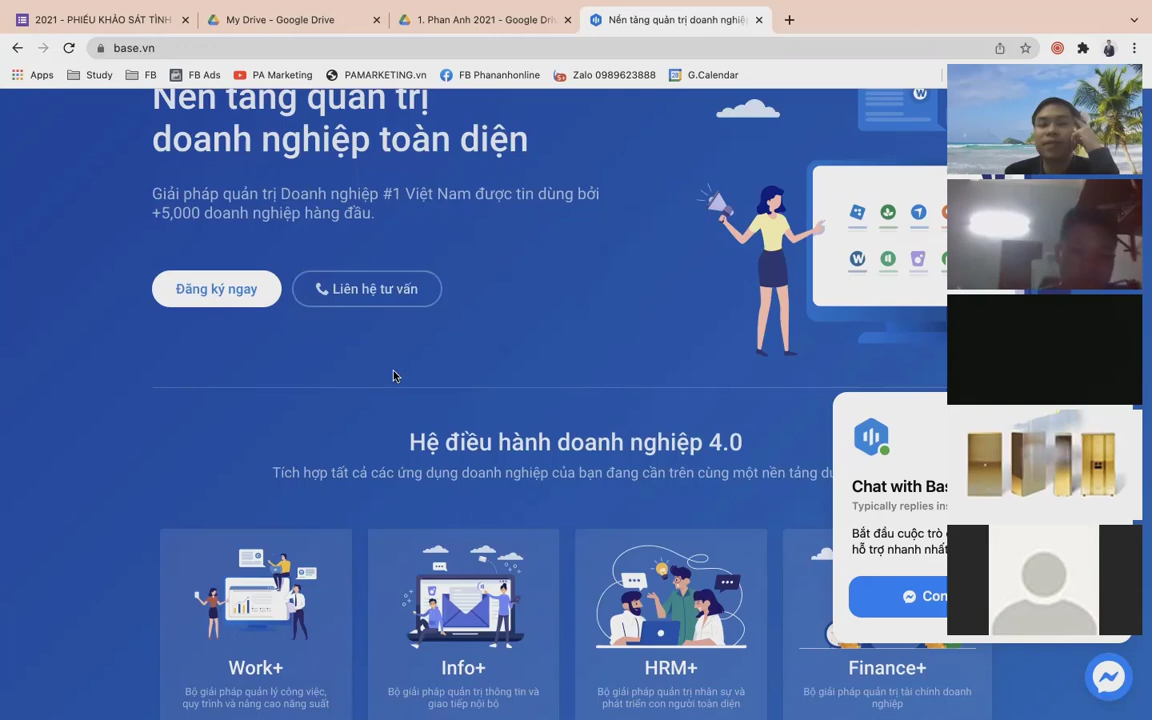 2021 - PHIẾU KHẢO SÁT TÌNH
My Drive - Google Drive
1. Phan Anh 2021 - Google Driv
Nền tảng quản trị doanh nghiệp
base.vn
Apps
Study
FB
FB Ads
PA Marketing
PAMARKETING.vn
FB Phananhonline
Zalo 0989623888
G.Calendar
Nền tảng quản trị
doanh nghiệp toàn diện
Giải pháp quản trị Doanh nghiệp #1 Việt Nam được tin dùng bởi
+5,000 doanh nghiệp hàng đầu.
Đăng ký ngay
Liên hệ tư vấn
Hệ điều hành doanh nghiệp 4.0
Tích hợp tất cả các ứng dụng doanh nghiệp của bạn đang cần trên cùng một nền tảng
Chat with Bas
Typically replies ins
Bắt đầu cuộc trò
hỗ trợ nhanh nhất
Con
Work+
Bộ giải pháp quản lý công việc,
quy trình và nâng cao năng suất
Info+
Bộ giải pháp quản trị thông tin và
giao tiếp nội bộ
HRM+
Bộ giải pháp quản trị nhân sự và
phát triển con người toàn diện
Finance+
Bộ giải pháp quản trị tài chính doanh
nghiệp